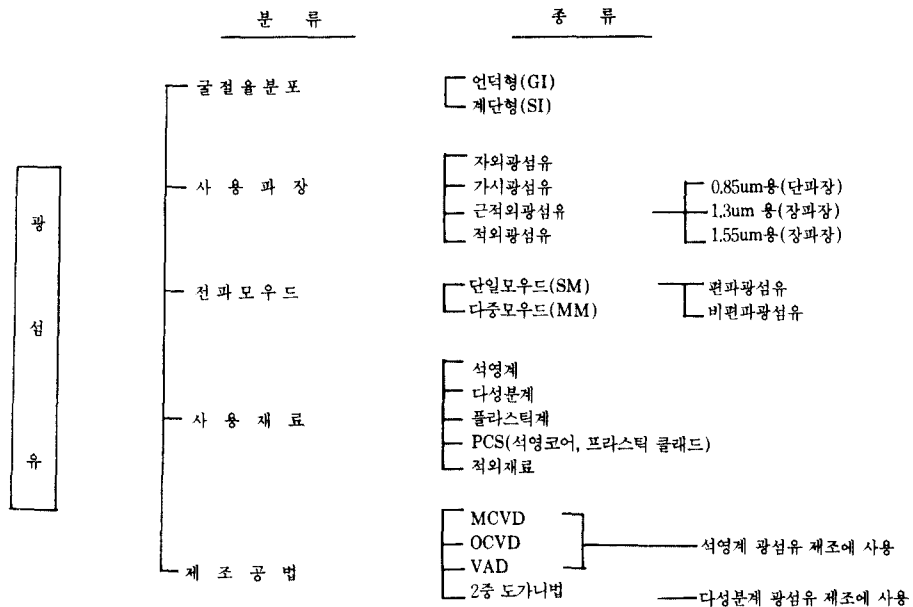 분 류 종 류
굴절율분포 언덕형(GI)
계단형(SI)
자외광섬유
사용파장 가시광섬유 0.85um용(단파장)
근적외광섬유 1.3um 용(장파장)
적외광섬유 1.55um용(장파장)
광섬유
전파모우드 단일모우드(SM) 편파광섬유
다중모우드(MM) 비편파광섬유
석영계
다성분계
사용재료 플라스틱계
PCS(석영코어, 프라스틱 클래드)
적외재료
MCVD
OCVD 석영계 광섬유 제조에 사용
제조공법 VAD
2중 도가니법 다성분계 광섬유 제조에 사용